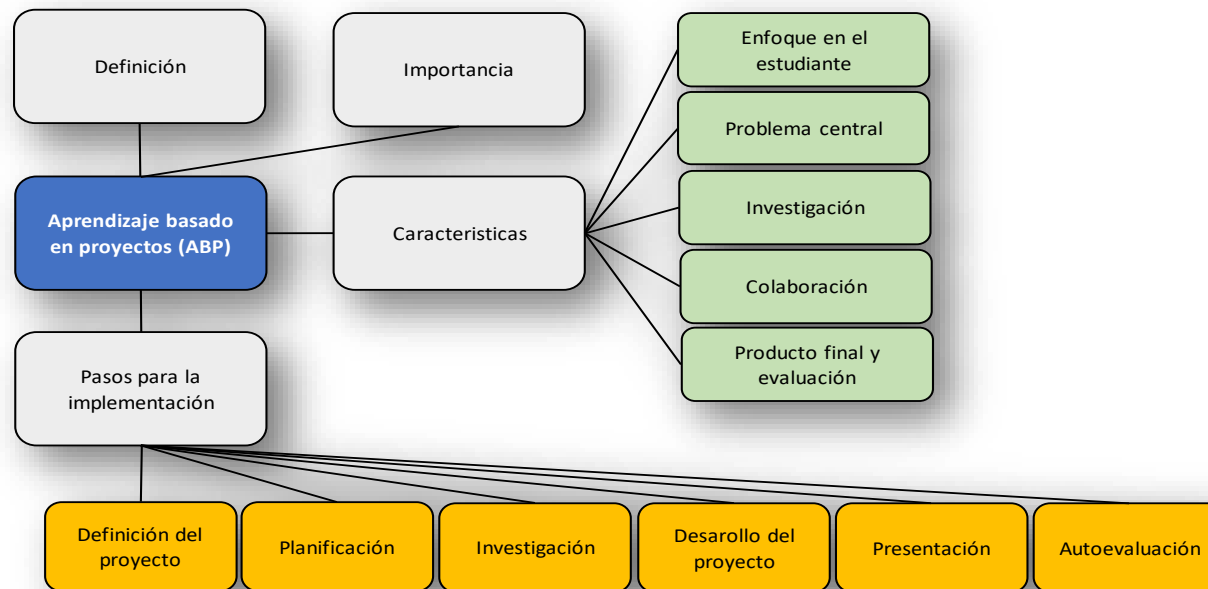 Definición
Importancia
Enfoque en el
estudiante
Problema central
Aprendizaje basado
en proyectos (ABP)
Caracteristicas
Investigación
Colaboración
Producto final y
evaluación
Pasos para la
implementación
Definición del
proyecto
Planificación
Investigación
Desarollo del
proyecto
Presentación
Autoevaluación